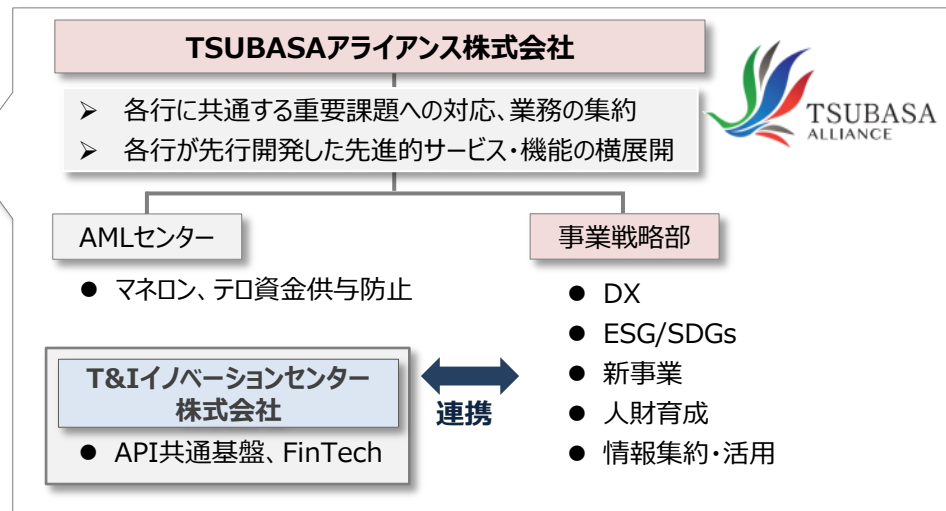 TSUBASAアライアンス株式会社
➢ 各行に共通する重要課題への対応、業務の集約
➢ 各行が先行開発した先進的サービス・機能の横展開
TSUBASA
ALLIANCE
AMLセンター
● マネロン、テロ資金供与防止
事業戦略部
● DX
● ESG/SDGs
● 新事業
● 人財育成
● 情報集約・活用
T&Iイノベーションセンター
株式会社
● API共通基盤、FinTech
連携